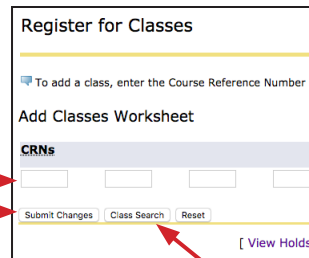 Register for Classes
To add a class, enter the Course Reference Number
Add Classes Worksheet
CRNs
Submit Changes Class Search Reset
[ View Holds